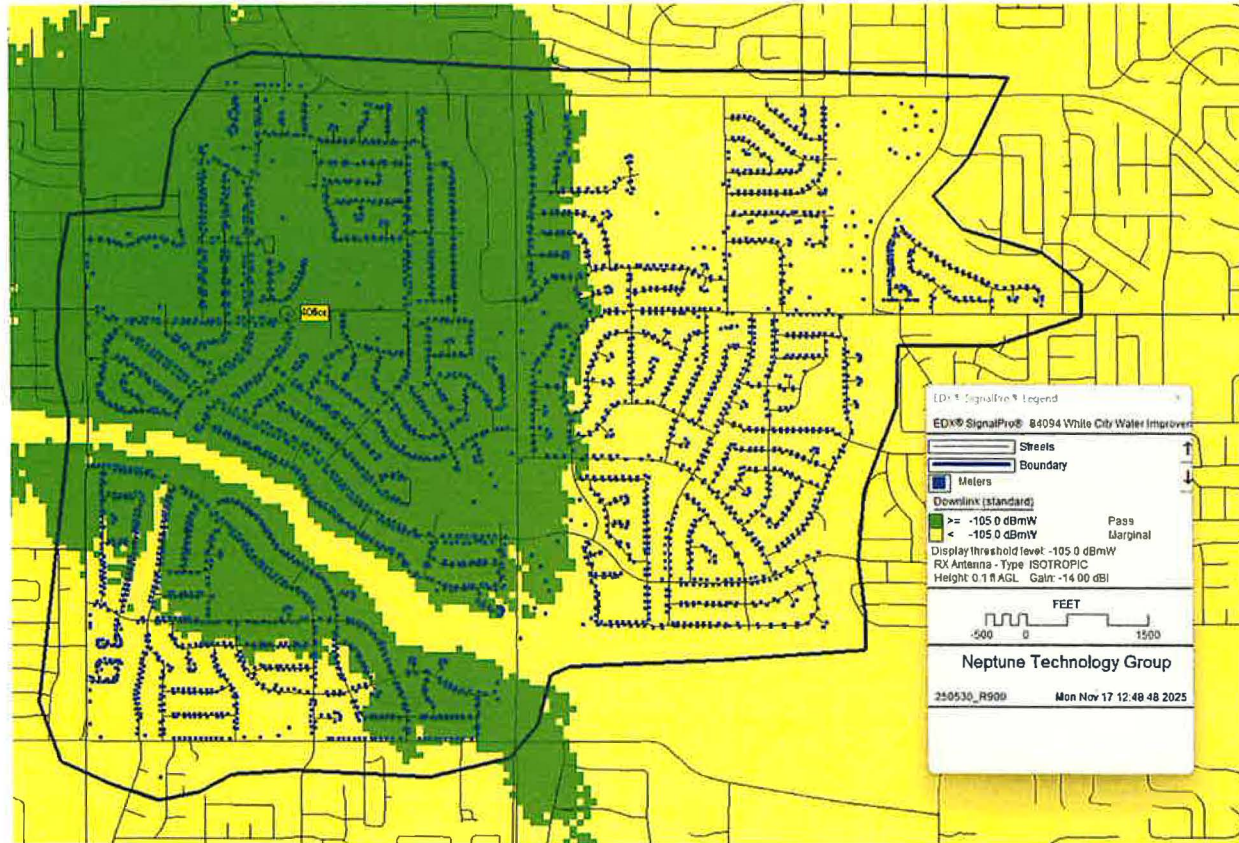 EDX® SignalPro® Legend
EDX® SignalPro® 84094 White City Water Improver
Streets
Boundary
Meters
Downlink (standard)
>= -105.0 dBmW Pass
< -105.0 dBmW Marginal
Display threshold level: -105.0 dBmW
RX Antenna - Type: ISOTROPIC
Height: 0.1 ft AGL Gain: -14.00 dBi
FEET
-500 0 1500
Neptune Technology Group
250530_R900 Mon Nov 17 12:48:48 2025